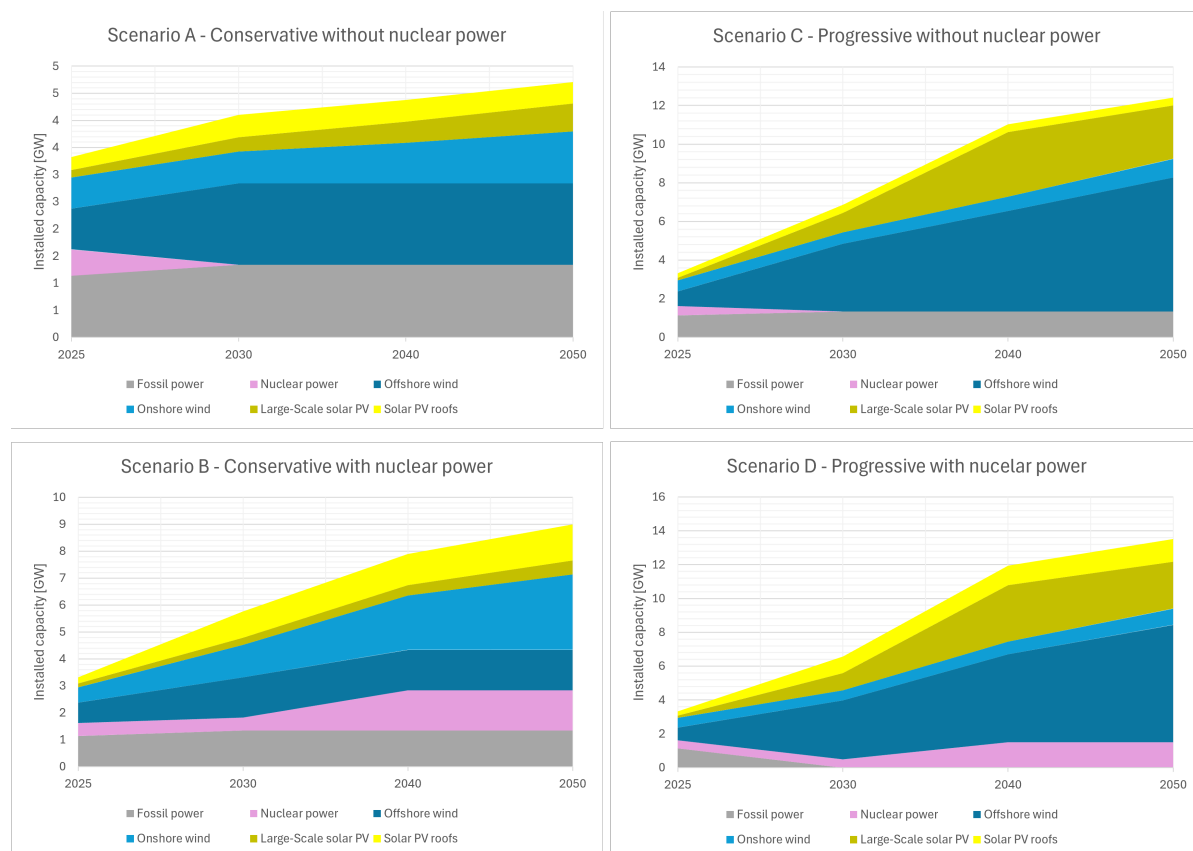 Scenario A - Conservative without nuclear power
Installed capacity [GW]
5
5
4
4
3
3
2
2
1
1
0
2025 2030 2040 2050
Fossil power Nuclear power Offshore wind
Onshore wind Large-Scale solar PV Solar PV roofs
Scenario C - Progressive without nuclear power
Installed capacity [GW]
14
12
10
8
6
4
2
0
2025 2030 2040 2050
Fossil power Nuclear power Offshore wind
Onshore wind Large-Scale solar PV Solar PV roofs
Scenario B - Conservative with nuclear power
Installed capacity [GW]
10
9
8
7
6
5
4
3
2
1
0
2025 2030 2040 2050
Fossil power Nuclear power Offshore wind
Onshore wind Large-Scale solar PV Solar PV roofs
Scenario D - Progressive with nucelar power
Installed capacity [GW]
16
14
12
10
8
6
4
2
0
2025 2030 2040 2050
Fossil power Nuclear power Offshore wind
Onshore wind Large-Scale solar PV Solar PV roofs